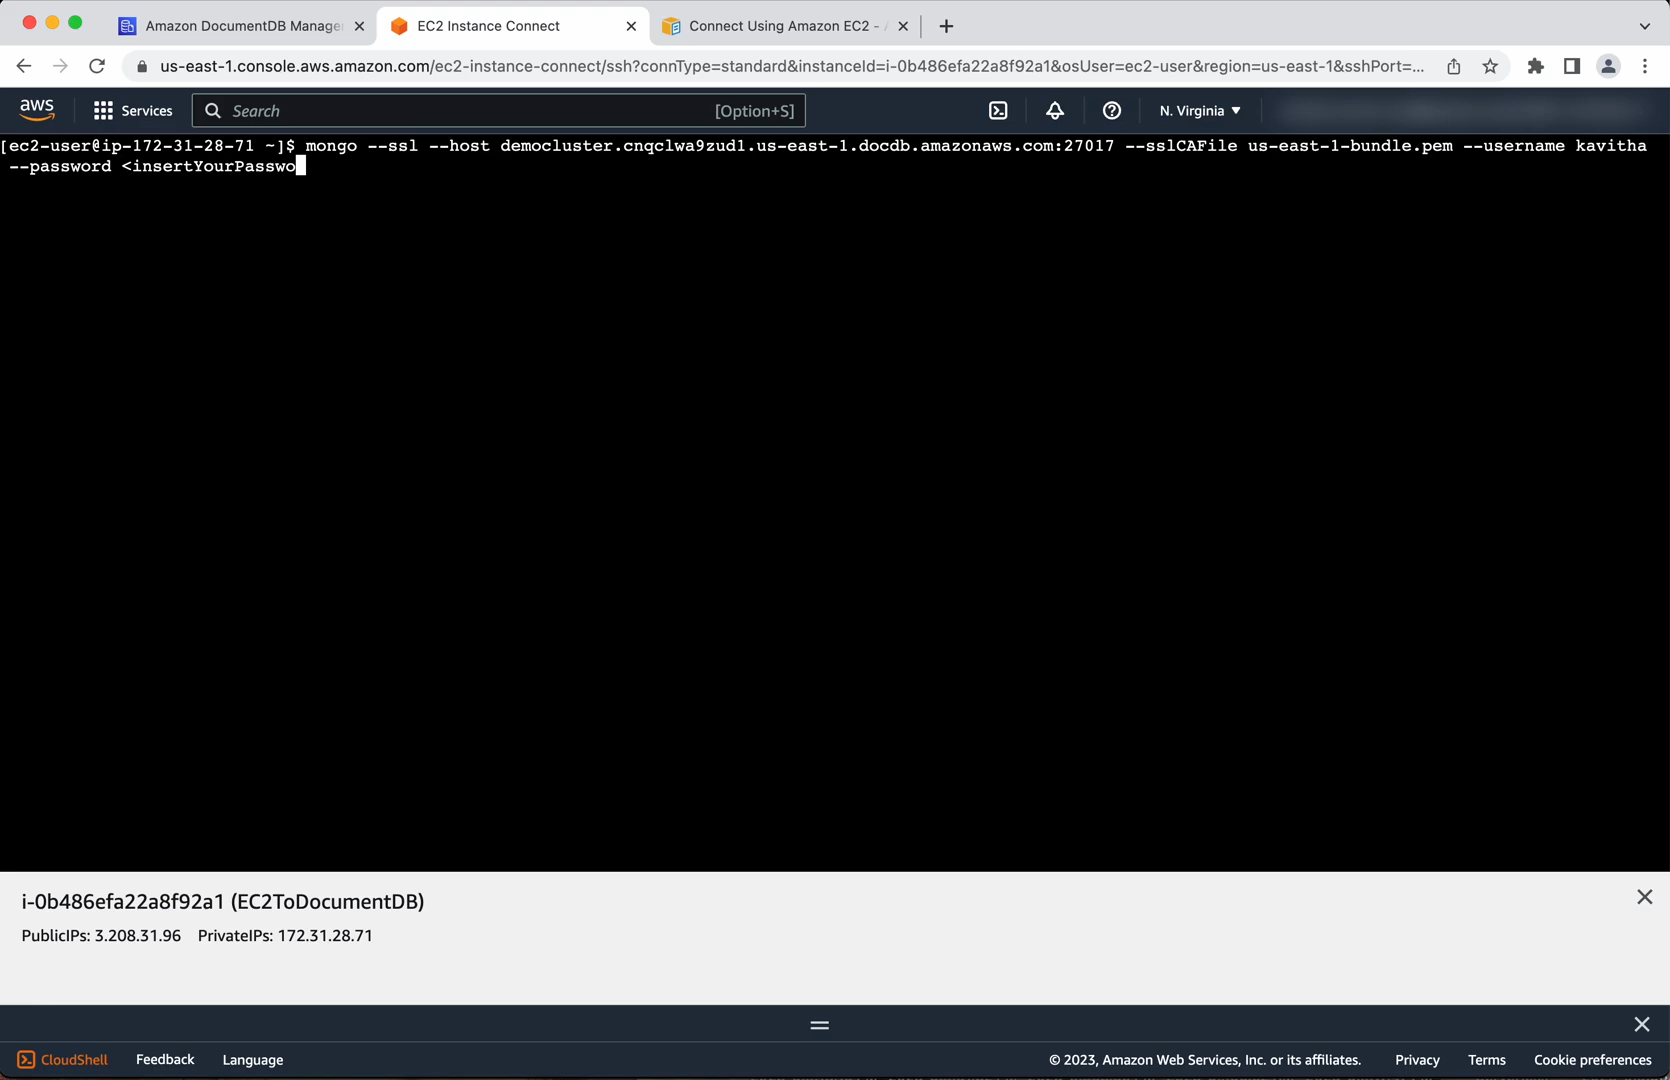 Amazon DocumentDB Manage
EC2 Instance Connect
Connect Using Amazon EC2 -
us-east-1.console.aws.amazon.com/ec2-instance-connect/ssh?connType=standard&instanceId=i-0b486efa22a8f92a1&osUser=ec2-user&region=us-east-1&sshPort=...
aws
Services
Search
[Option+S]
N. Virginia
[ec2-user@ip-172-31-28-71 ~]$ mongo --ssl --host democluster.cnqclwa9zud1.us-east-1.docdb.amazonaws.com:27017 --sslCAFile us-east-1-bundle.pem --username kavitha
--password <insertYourPasswo
i-0b486efa22a8f92a1 (EC2ToDocumentDB)
PublicIPs: 3.208.31.96 PrivateIPs: 172.31.28.71
CloudShell
Feedback
Language
© 2023, Amazon Web Services, Inc. or its affiliates.
Privacy
Terms
Cookie preferences